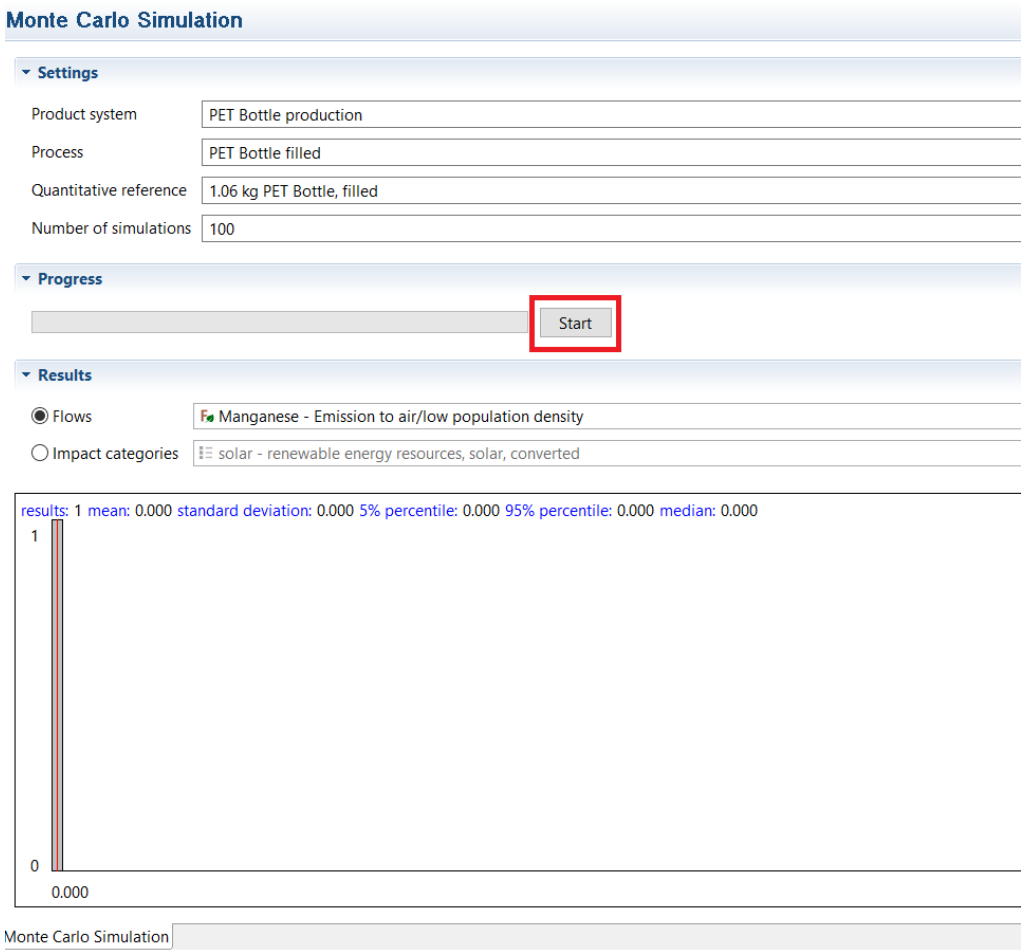 Monte Carlo Simulation
Settings
Product system PET Bottle production
Process PET Bottle filled
Quantitative reference 1.06 kg PET Bottle, filled
Number of simulations 100
Progress
Start
Results
Flows Manganese - Emission to air/low population density
Impact categories solar - renewable energy resources, solar, converted
results: 1 mean: 0.000 standard deviation: 0.000 5% percentile: 0.000 95% percentile: 0.000 median: 0.000
1
0
0.000
Monte Carlo Simulation